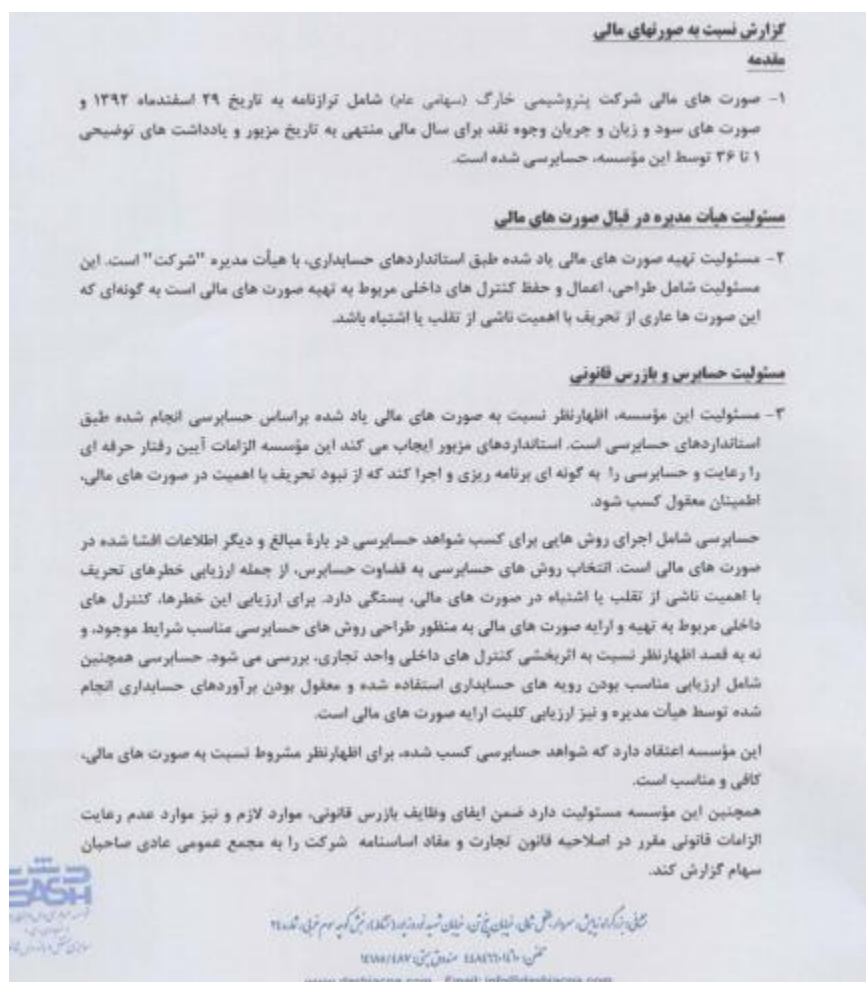 گزارش نسبت به صورتهای مالی
مقدمه
۱- صورت های مالی شرکت پتروشیمی خارگ (سهامی عام) شامل ترازنامه به تاریخ ۲۹ اسفندماه ۱۳۹۲ و
صورت های سود و زیان و جریان وجوه نقد برای سال مالی منتهی به تاریخ مزبور و یادداشت های توضیحی
۱ تا ۳۶ توسط این مؤسسه، حسابرسی شده است.
مسئولیت هیأت مدیره در قبال صورت های مالی
۲- مسئولیت تهیه صورت های مالی یاد شده طبق استانداردهای حسابداری، با هیأت مدیره "شرکت" است. این
مسئولیت شامل طراحی، اعمال و حفظ کنترل های داخلی مربوط به تهیه صورت های مالی است به گونه‌ای که
این صورت ها عاری از تحریف با اهمیت ناشی از تقلب یا اشتباه باشد.
مسئولیت حسابرس و بازرس قانونی
۳- مسئولیت این مؤسسه، اظهارنظر نسبت به صورت های مالی یاد شده براساس حسابرسی انجام شده طبق
استانداردهای حسابرسی است. استانداردهای مزبور ایجاب می کند این مؤسسه الزامات آیین رفتار حرفه ای
را رعایت و حسابرسی را به گونه ای برنامه ریزی و اجرا کند که از نبود تحریف با اهمیت در صورت های مالی،
اطمینان معقول کسب شود.
حسابرسی شامل اجرای روش هایی برای کسب شواهد حسابرسی در بارۀ مبالغ و دیگر اطلاعات افشا شده در
صورت های مالی است. انتخاب روش های حسابرسی به قضاوت حسابرس، از جمله ارزیابی خطرهای تحریف
با اهمیت ناشی از تقلب یا اشتباه در صورت های مالی، بستگی دارد. برای ارزیابی این خطرها، کنترل های
داخلی مربوط به تهیه و ارایه صورت های مالی به منظور طراحی روش های حسابرسی مناسب شرایط موجود، و
نه به قصد اظهارنظر نسبت به اثربخشی کنترل های داخلی واحد تجاری، بررسی می شود. حسابرسی همچنین
شامل ارزیابی مناسب بودن رویه های حسابداری استفاده شده و معقول بودن برآوردهای حسابداری انجام
شده توسط هیأت مدیره و نیز ارزیابی کلیت ارایه صورت های مالی است.
این مؤسسه اعتقاد دارد که شواهد حسابرسی کسب شده، برای اظهارنظر مشروط نسبت به صورت های مالی،
کافی و مناسب است.
همچنین این مؤسسه مسئولیت دارد ضمن ایفای وظایف بازرس قانونی، موارد لازم و نیز موارد عدم رعایت
الزامات قانونی مقرر در اصلاحیه قانون تجارت و مفاد اساسنامه شرکت را به مجمع عمومی عادی صاحبان
سهام گزارش کند.